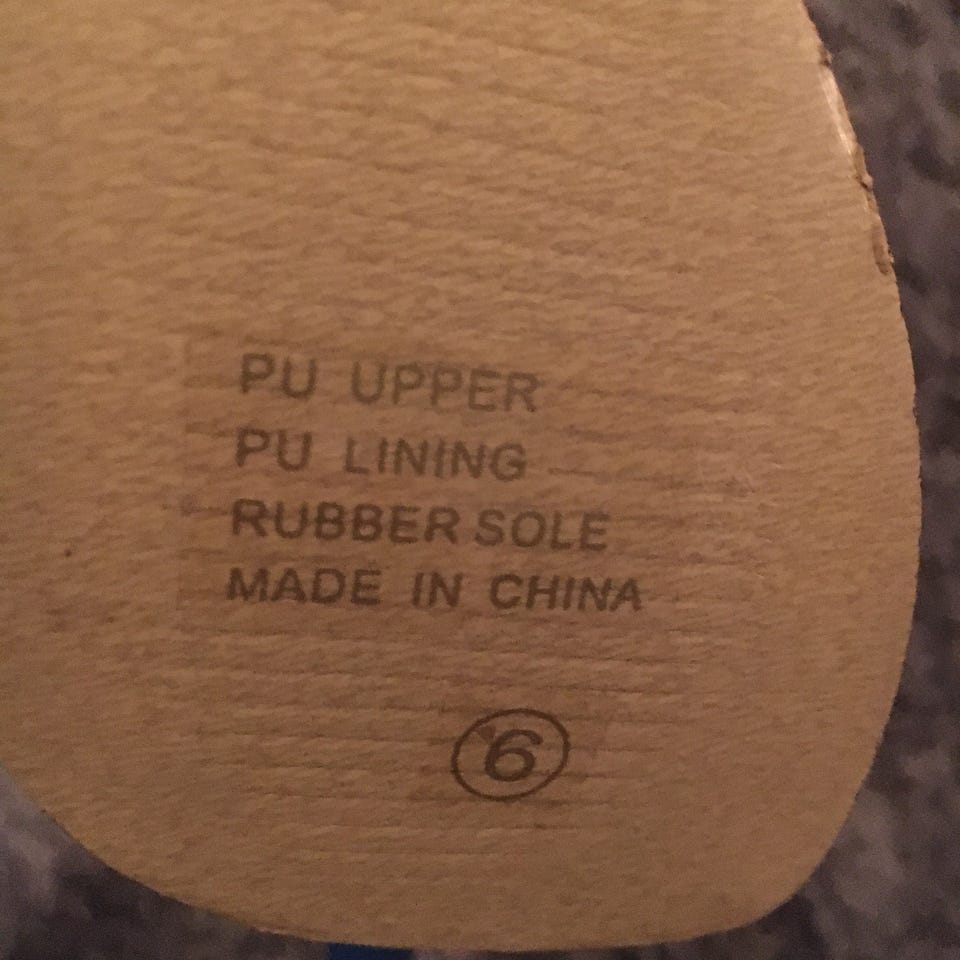 PU UPPER
PU LINING
RUBBER SOLE
MADE IN CHINA
6